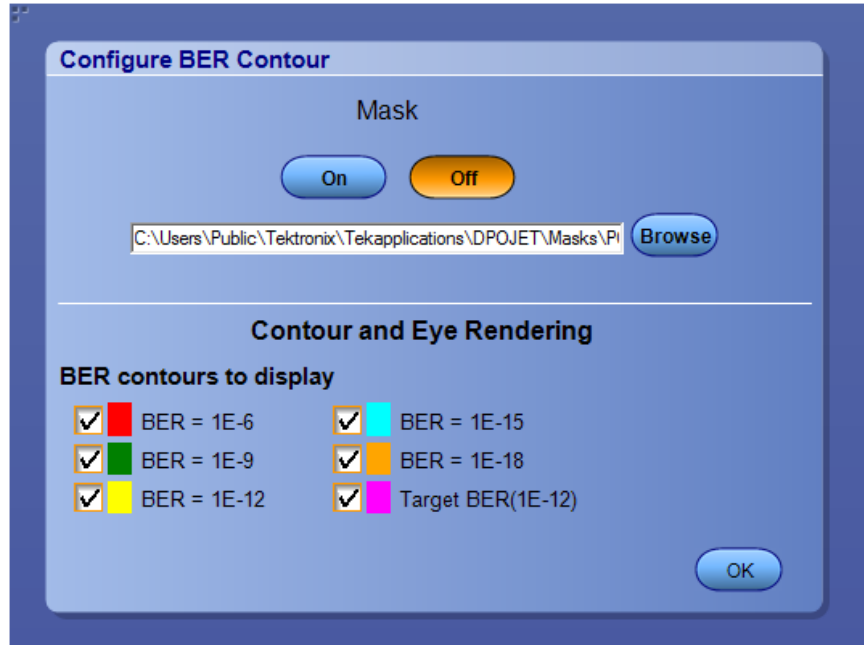 Configure BER Contour
Mask
On Off
C:\Users\Public\Tektronix\Tekapplications\DPOJET\Masks\P Browse
Contour and Eye Rendering
BER contours to display
BER = 1E-6 BER = 1E-15
BER = 1E-9 BER = 1E-18
BER = 1E-12 Target BER(1E-12)
OK